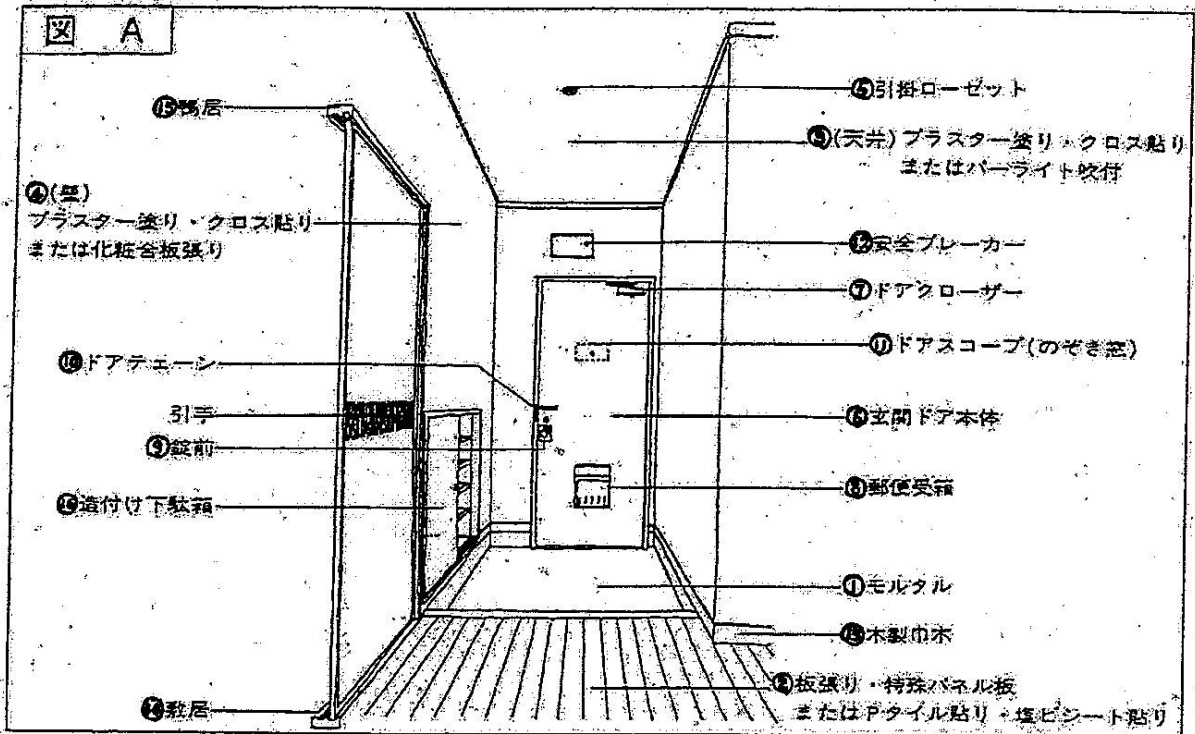 図 A
⑬鴨居
④(壁)
プラスター塗り・クロス貼り
または化粧合板張り
⑩ドアチェーン
引手
⑨錠前
造付け下駄箱
⑭敷居
⑤引掛ローゼット
③(天井)プラスター塗り・クロス貼り
またはパーライト吹付
⑫安全ブレーカー
⑦ドアクローザー
⑪ドアスコープ(のぞき窓)
⑥玄関ドア本体
⑧郵便受箱
①モルタル
木製巾木
②板張り・特殊パネル板
またはPタイル貼り・塩ビシート貼り